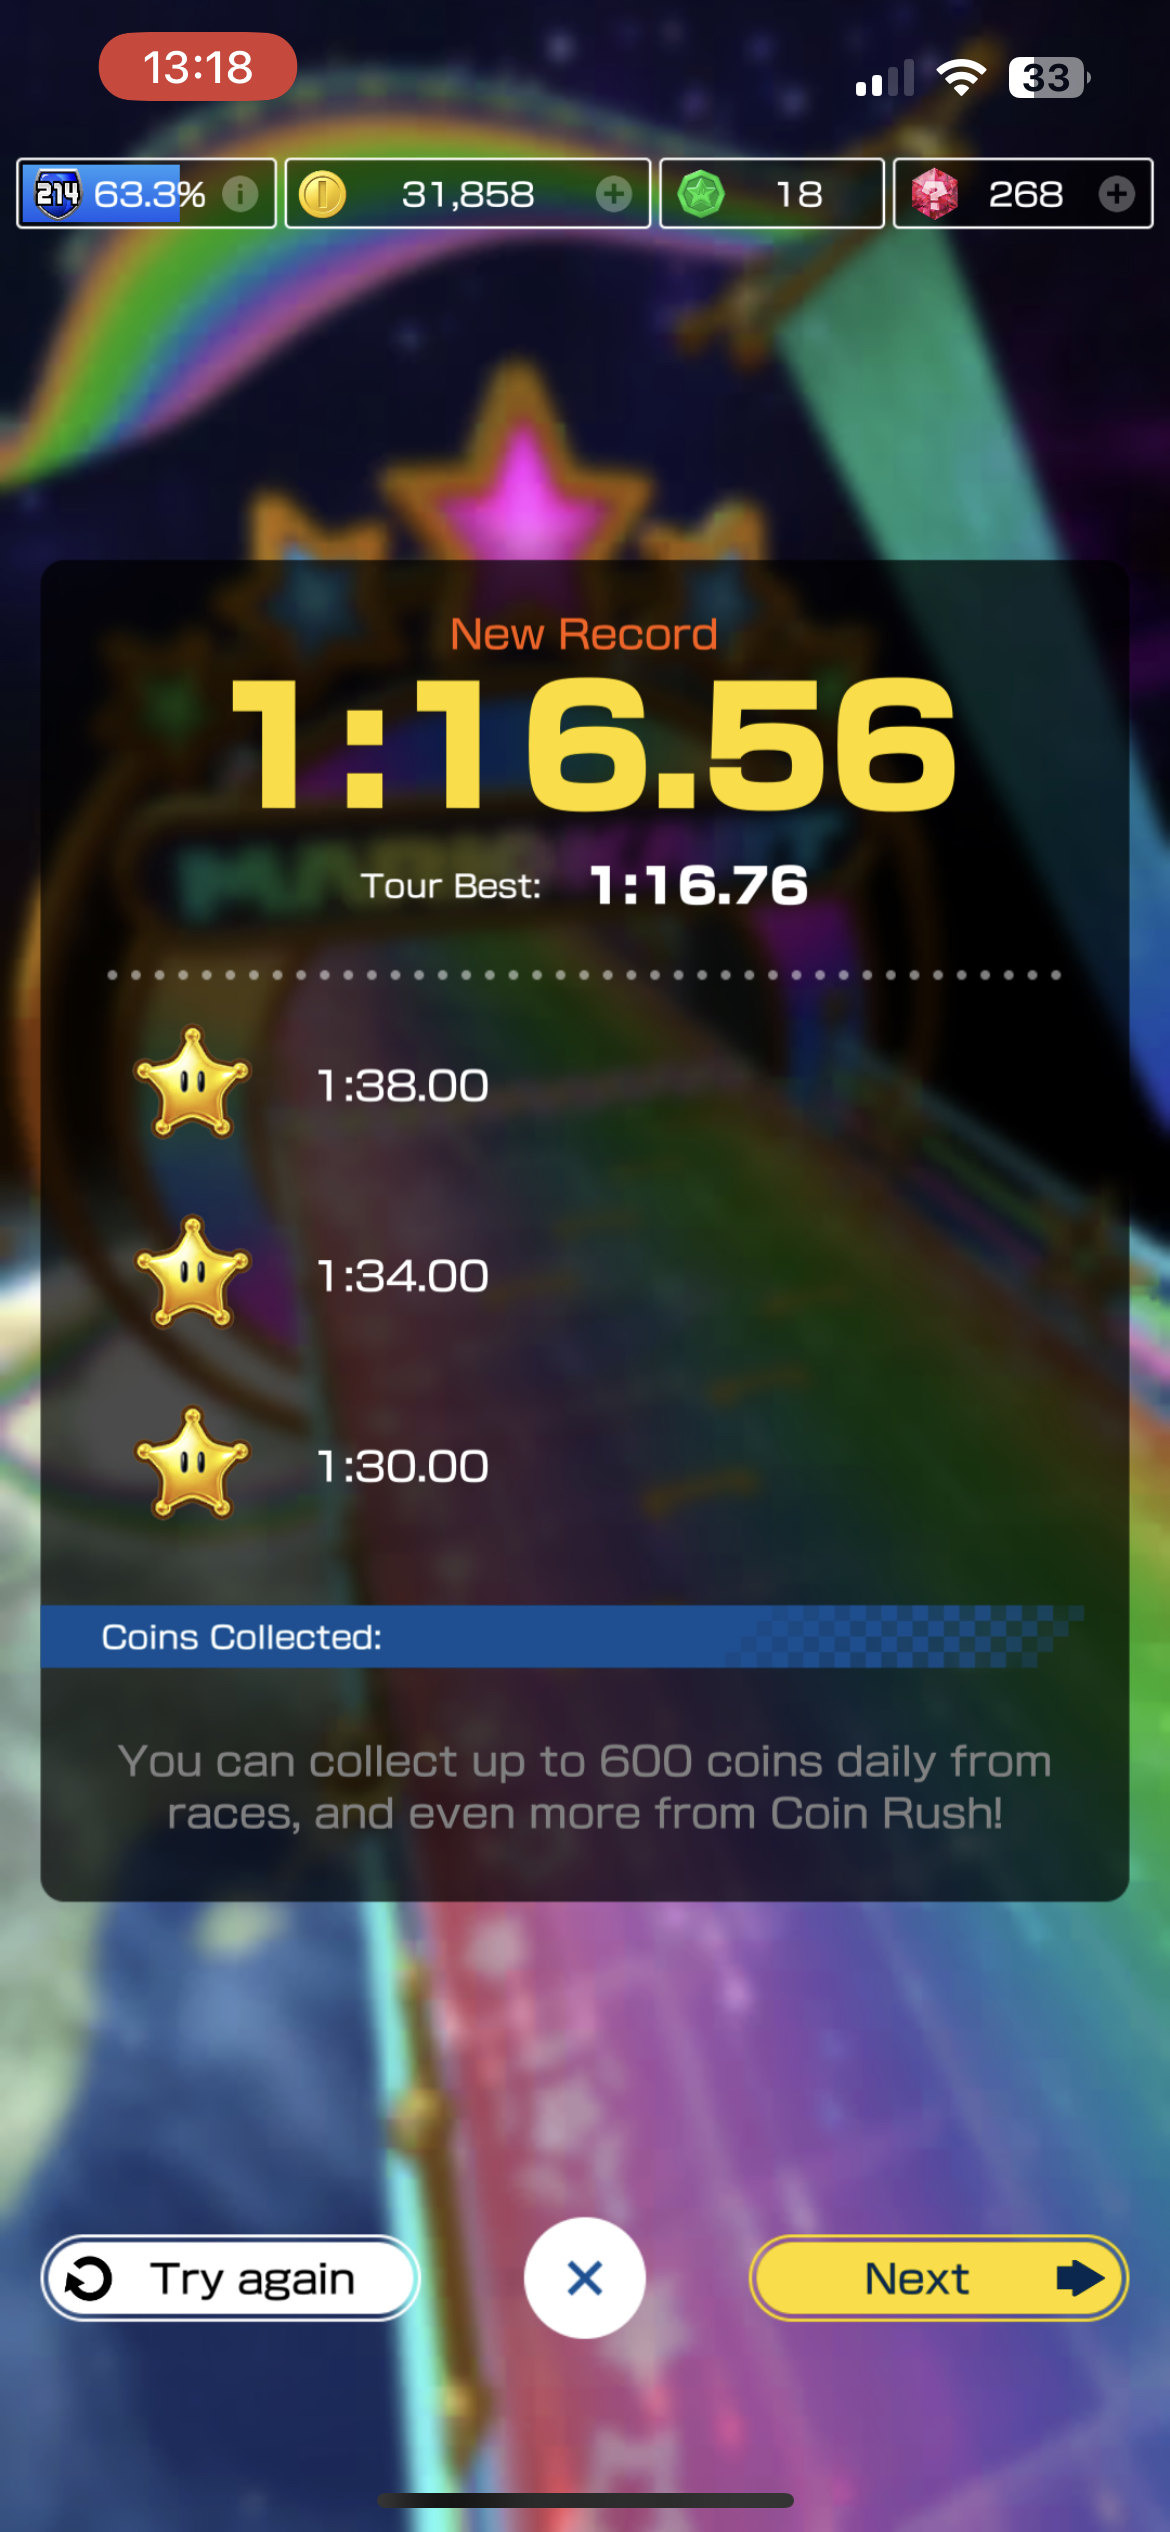 13:18
33
214 63.3% i 31,858 + 18 268 +
New Record
1:16.56
Tour Best: 1:16.76
1:38.00
1:34.00
1:30.00
Coins Collected:
You can collect up to 600 coins daily from
races, and even more from Coin Rush!
Try again × Next